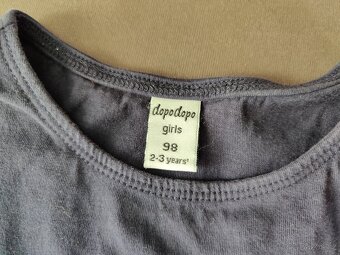 dopodopo
girls
98
2-3 years